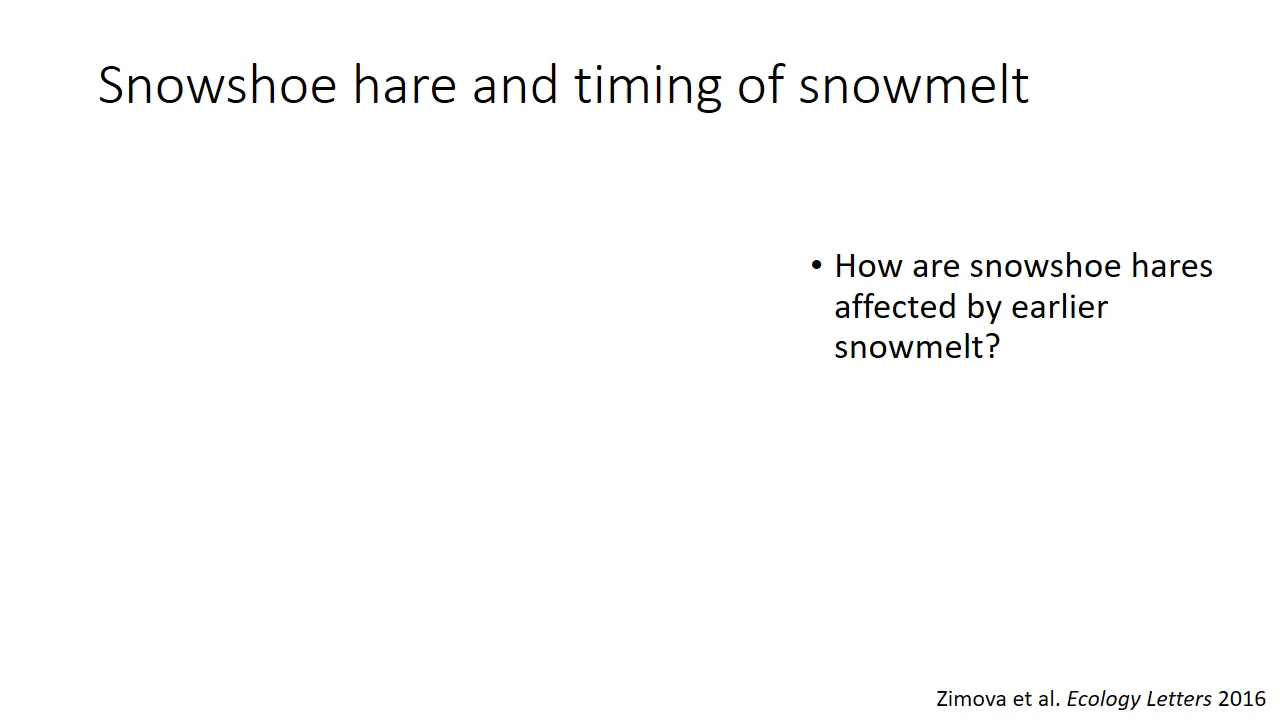 Snowshoe hare and timing of snowmelt
• How are snowshoe hares
affected by earlier
snowmelt?
Zimova et al. Ecology Letters 2016